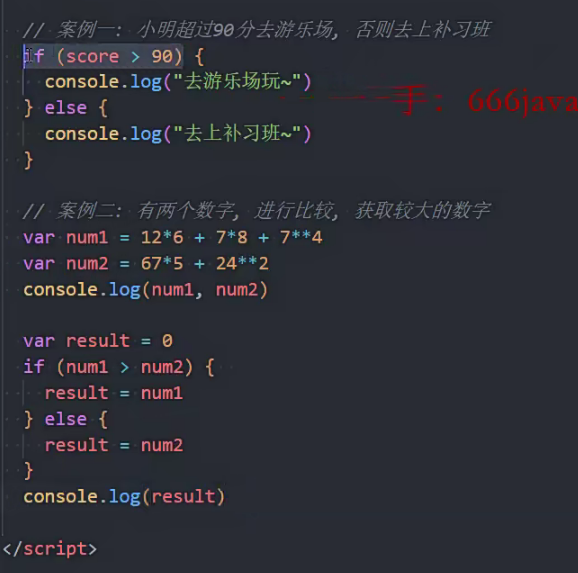 // 案例一: 小明超过90分去游乐场, 否则去上补习班
if (score > 90) {
console.log("去游乐场玩~")
} else {
console.log("去上补习班~")
}
手: 666java
// 案例二: 有两个数字, 进行比较, 获取较大的数字
var num1 = 12*6 + 7*8 + 7**4
var num2 = 67*5 + 24**2
console.log(num1, num2)
var result = 0
if (num1 > num2) {
result = num1
} else {
result = num2
}
console.log(result)
</script>